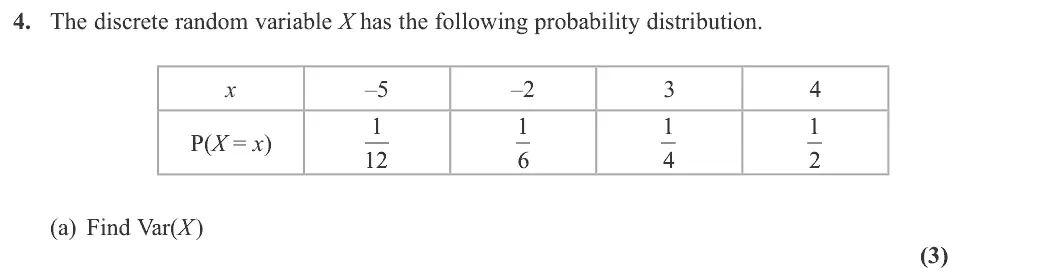 4. The discrete random variable X has the following probability distribution.
x –5 –2 3 4
P(X = x) 1/12 1/6 1/4 1/2
(a) Find Var(X)
(3)